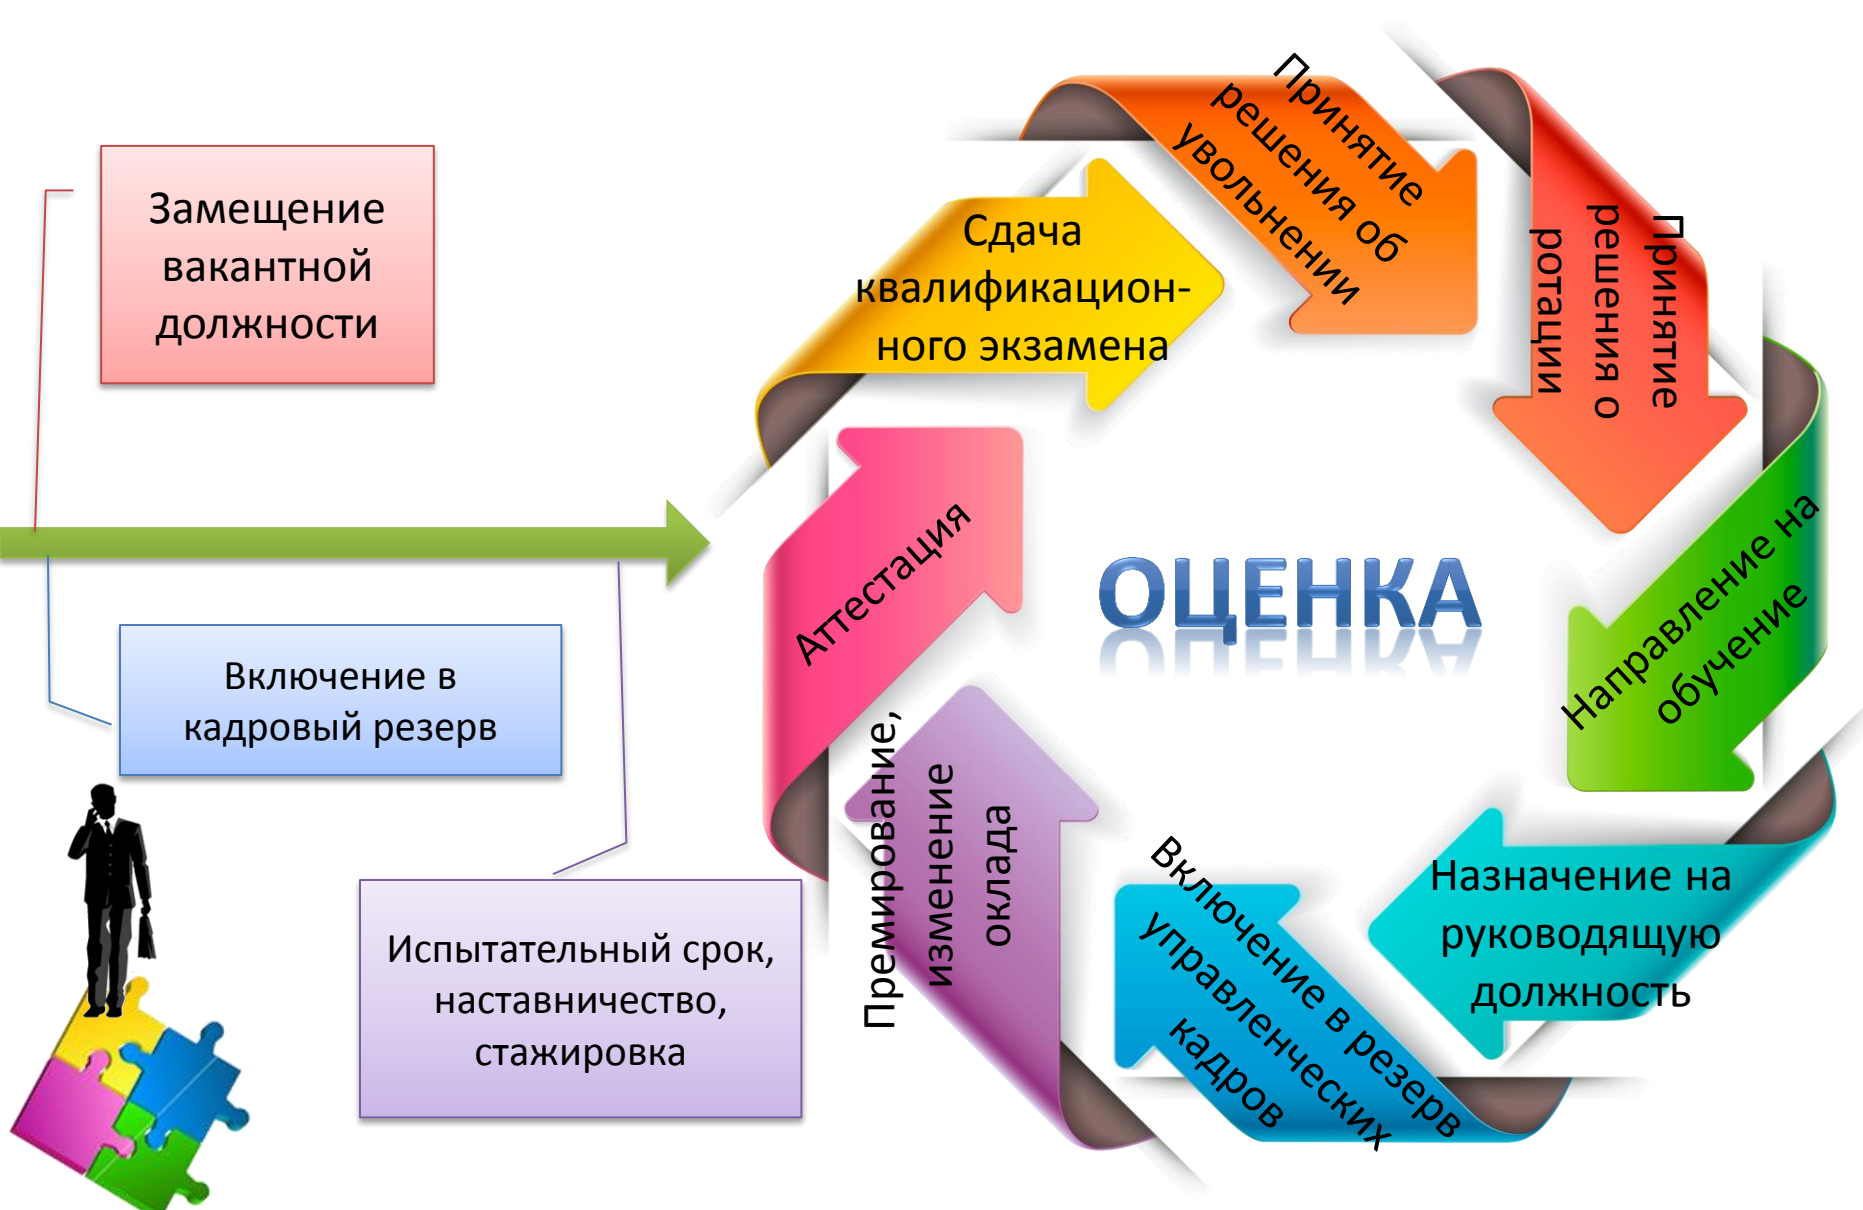 Замещение
вакантной
должности
Включение в
кадровый резерв
Испытательный срок,
наставничество,
стажировка
ОЦЕНКА
Аттестация
Сдача
квалификацион-
ного экзамена
Принятие
решения об
увольнении
Принятие
решения о
ротации
Направление на
обучение
Назначение на
руководящую
должность
Включение в резерв
управленческих
кадров
Премирование,
изменение
оклада